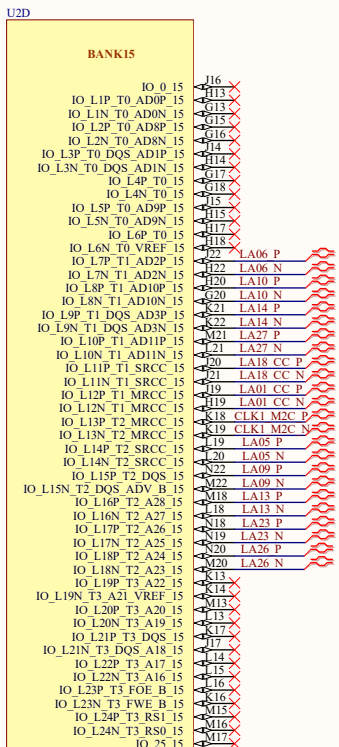 U2D
BANK15
IO_0_15 J16
IO_L1P_T0_AD0P_15 H13
IO_L1N_T0_AD0N_15 G13
IO_L2P_T0_AD8P_15 G15
IO_L2N_T0_AD8N_15 G16
IO_L3P_T0_DQS_AD1P_15 J14
IO_L3N_T0_DQS_AD1N_15 H14
IO_L4P_T0_15 G17
IO_L4N_T0_15 G18
IO_L5P_T0_AD9P_15 J15
IO_L5N_T0_AD9N_15 H15
IO_L6P_T0_15 H17
IO_L6N_T0_VREF_15 H18
IO_L7P_T1_AD2P_15 J22 LA06_P
IO_L7N_T1_AD2N_15 H22 LA06_N
IO_L8P_T1_AD10P_15 H20 LA10_P
IO_L8N_T1_AD10N_15 G20 LA10_N
IO_L9P_T1_DQS_AD3P_15 K21 LA14_P
IO_L9N_T1_DQS_AD3N_15 K22 LA14_N
IO_L10P_T1_AD11P_15 M21 LA27_P
IO_L10N_T1_AD11N_15 L21 LA27_N
IO_L11P_T1_SRCC_15 J20 LA18_CC_P
IO_L11N_T1_SRCC_15 J21 LA18_CC_N
IO_L12P_T1_MRCC_15 J19 LA01_CC_P
IO_L12N_T1_MRCC_15 H19 LA01_CC_N
IO_L13P_T2_MRCC_15 K18 CLK1_M2C_P
IO_L13N_T2_MRCC_15 K19 CLK1_M2C_N
IO_L14P_T2_SRCC_15 L19 LA05_P
IO_L14N_T2_SRCC_15 L20 LA05_N
IO_L15P_T2_DQS_15 N22 LA09_P
IO_L15N_T2_DQS_ADV_B_15 M22 LA09_N
IO_L16P_T2_A28_15 M18 LA13_P
IO_L16N_T2_A27_15 L18 LA13_N
IO_L17P_T2_A26_15 N18 LA23_P
IO_L17N_T2_A25_15 N19 LA23_N
IO_L18P_T2_A24_15 N20 LA26_P
IO_L18N_T2_A23_15 M20 LA26_N
IO_L19P_T3_A22_15 K13
IO_L19N_T3_A21_VREF_15 K14
IO_L20P_T3_A20_15 M13
IO_L20N_T3_A19_15 L13
IO_L21P_T3_DQS_15 K17
IO_L21N_T3_DQS_A18_15 J17
IO_L22P_T3_A17_15 L14
IO_L22N_T3_A16_15 L15
IO_L23P_T3_FOE_B_15 L16
IO_L23N_T3_FWE_B_15 K16
IO_L24P_T3_RS1_15 M15
IO_L24N_T3_RS0_15 M16
IO_25_15 M17